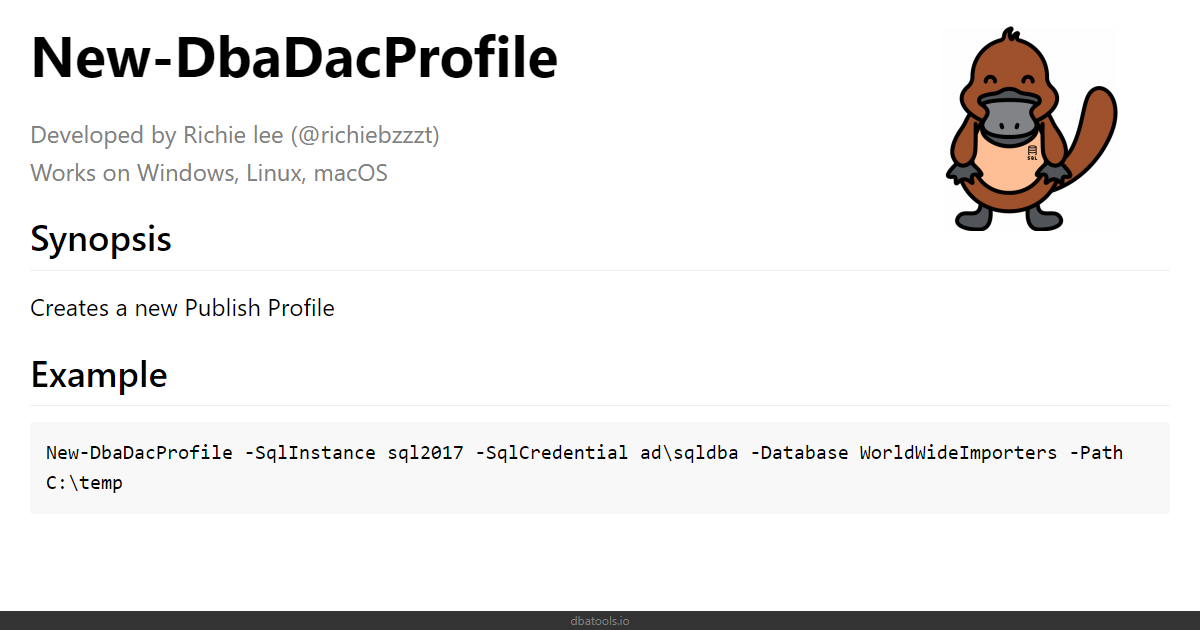 New-DbaDacProfile
Developed by Richie lee (@richiebzzzt)
Works on Windows, Linux, macOS
SQL
Synopsis
Creates a new Publish Profile
Example
New-DbaDacProfile -SqlInstance sql2017 -SqlCredential ad\sqldba -Database WorldWideImporters -Path
C:\temp
dbatools.io